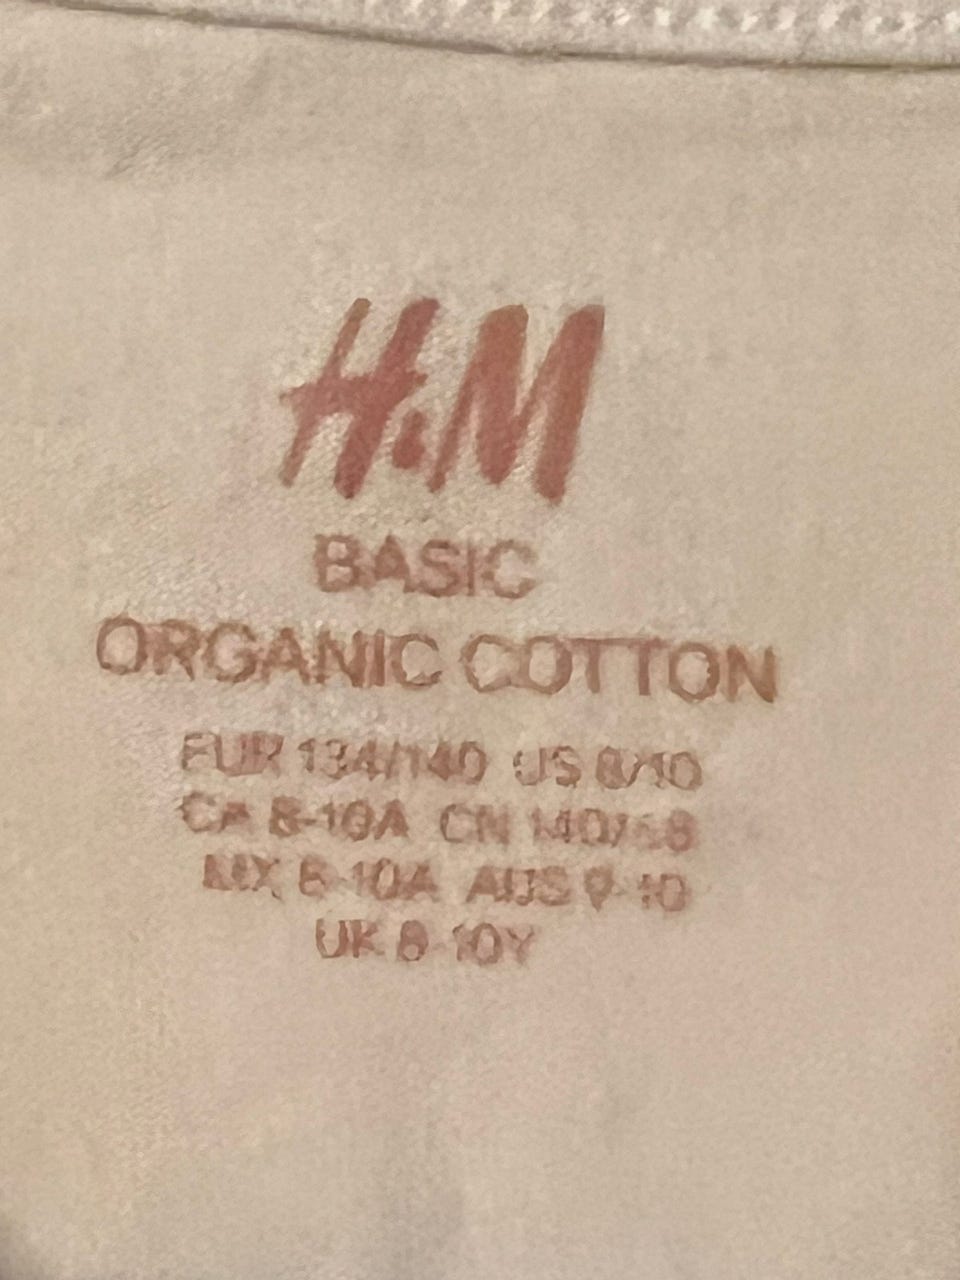 H&M
BASIC
ORGANIC COTTON
EUR 134/140 US 8/10
CA 8-10A CN 140/68
MX 8-10A AUS 9-10
UK 8-10Y